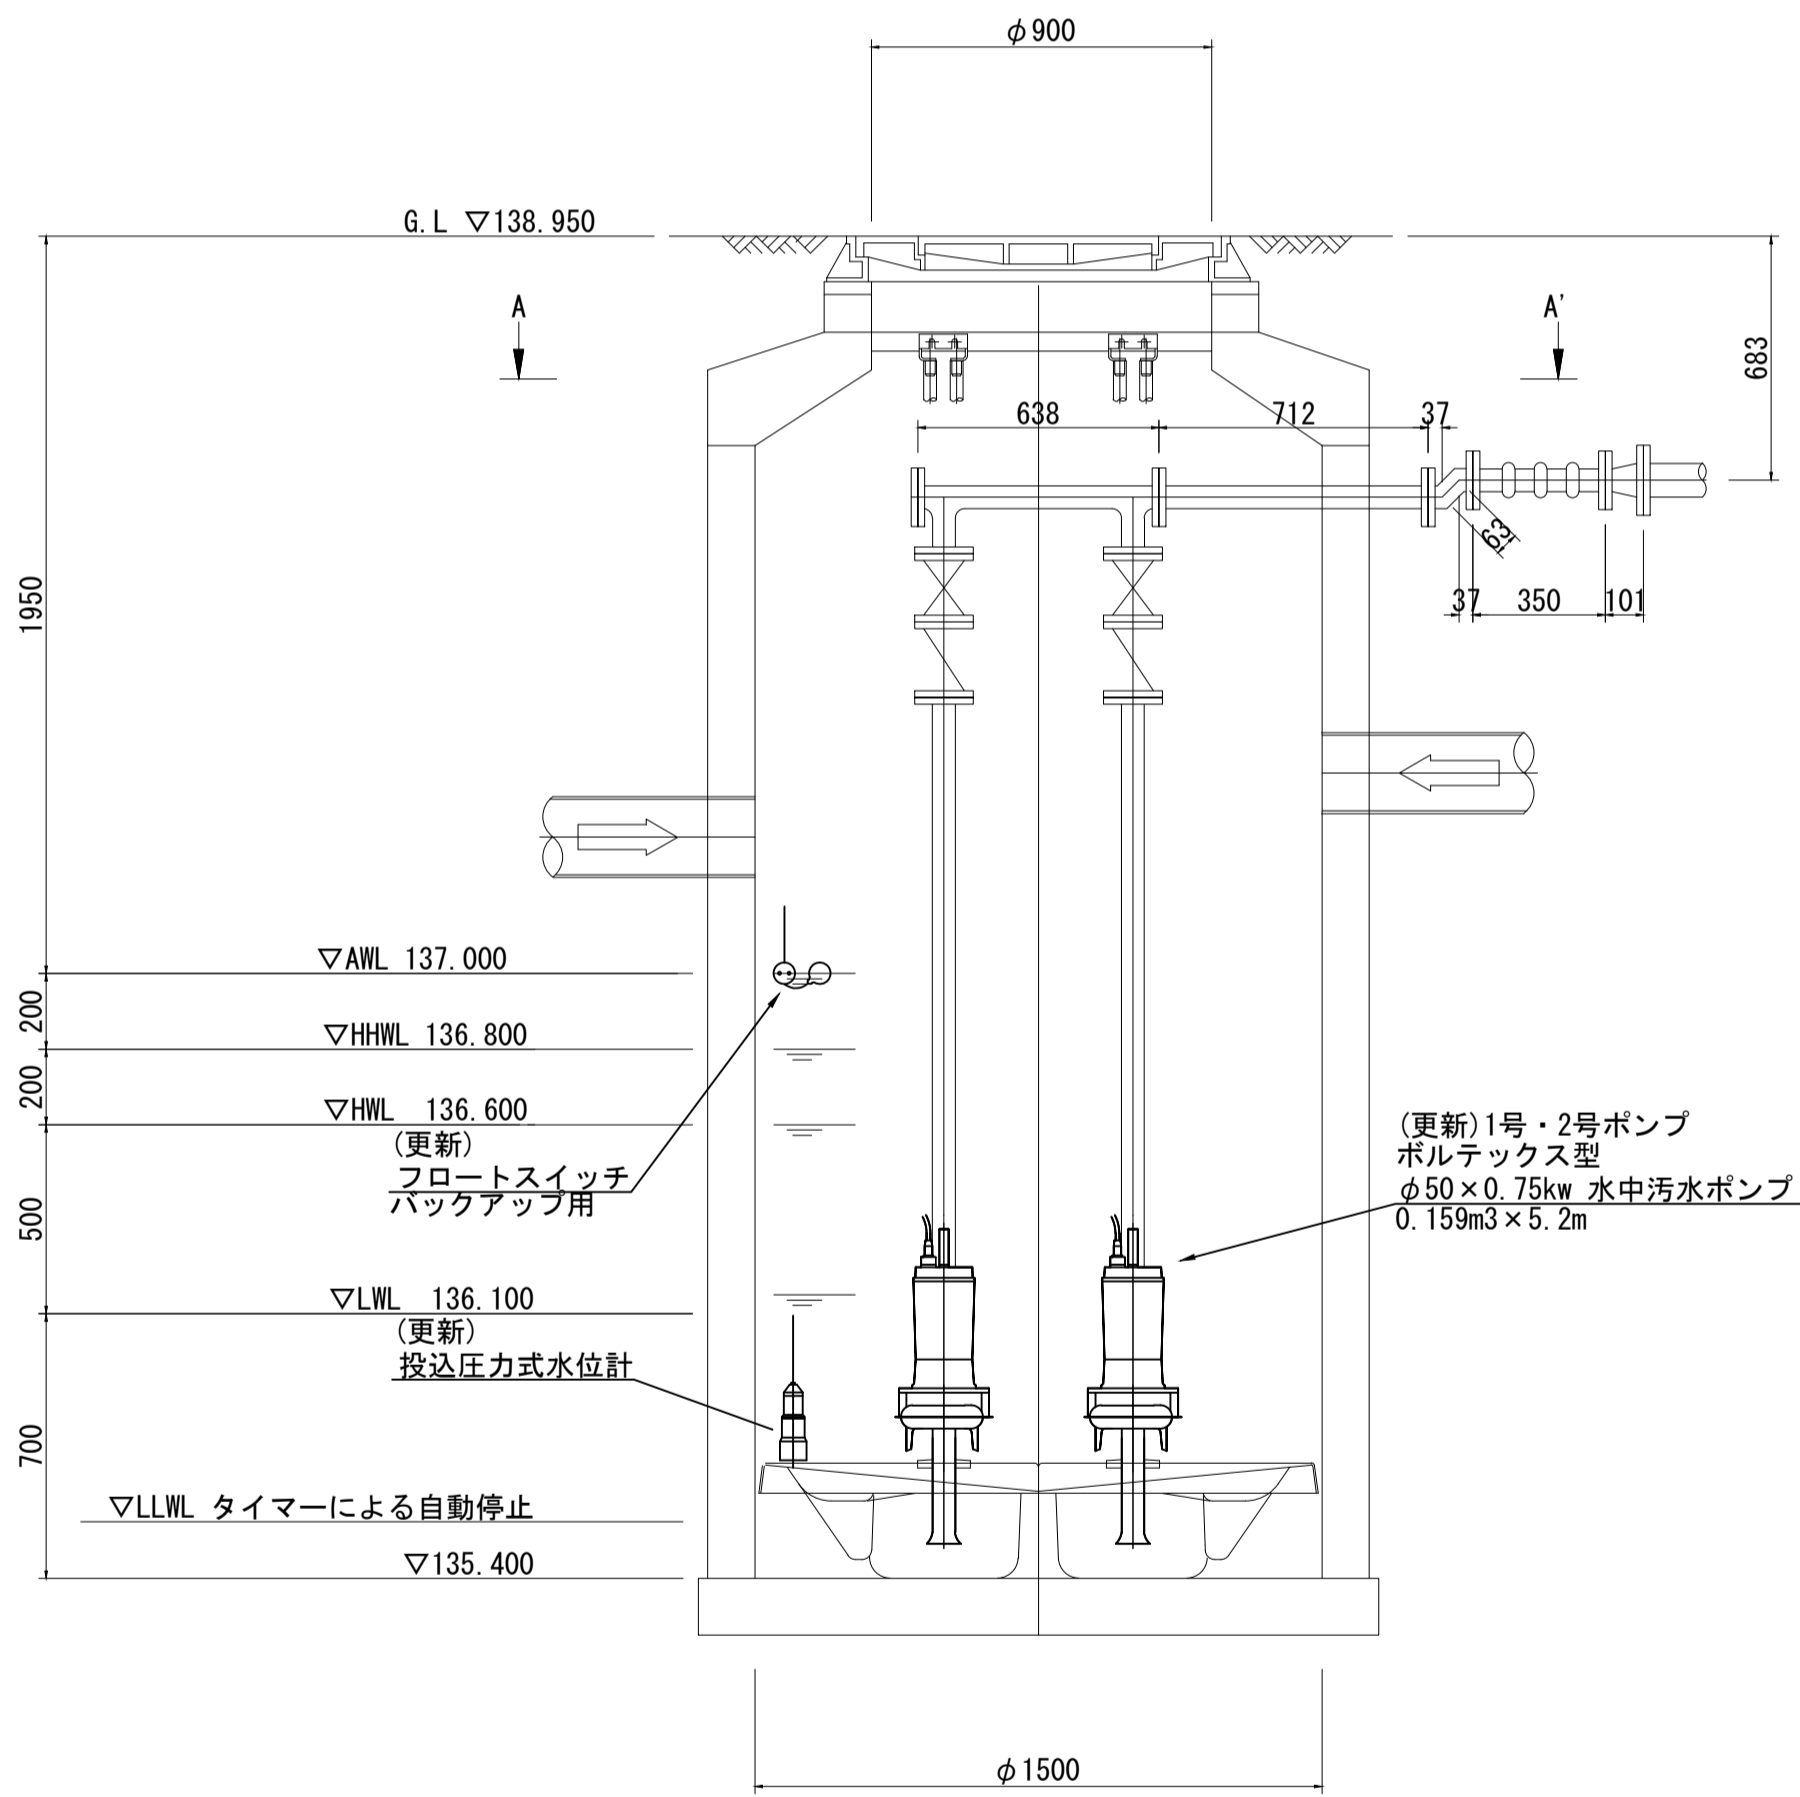 φ900
G.L ▽138.950
A
A'
683
638
712
37
63
37
350
101
1950
▽AWL 137.000
200
▽HHWL 136.800
200
▽HWL 136.600
(更新)
フロートスイッチ
バックアップ用
500
(更新)1号・2号ポンプ
ボルテックス型
φ50×0.75kw 水中汚水ポンプ
0.159m3×5.2m
▽LWL 136.100
(更新)
投込圧力式水位計
700
▽LLWL タイマーによる自動停止
▽135.400
φ1500